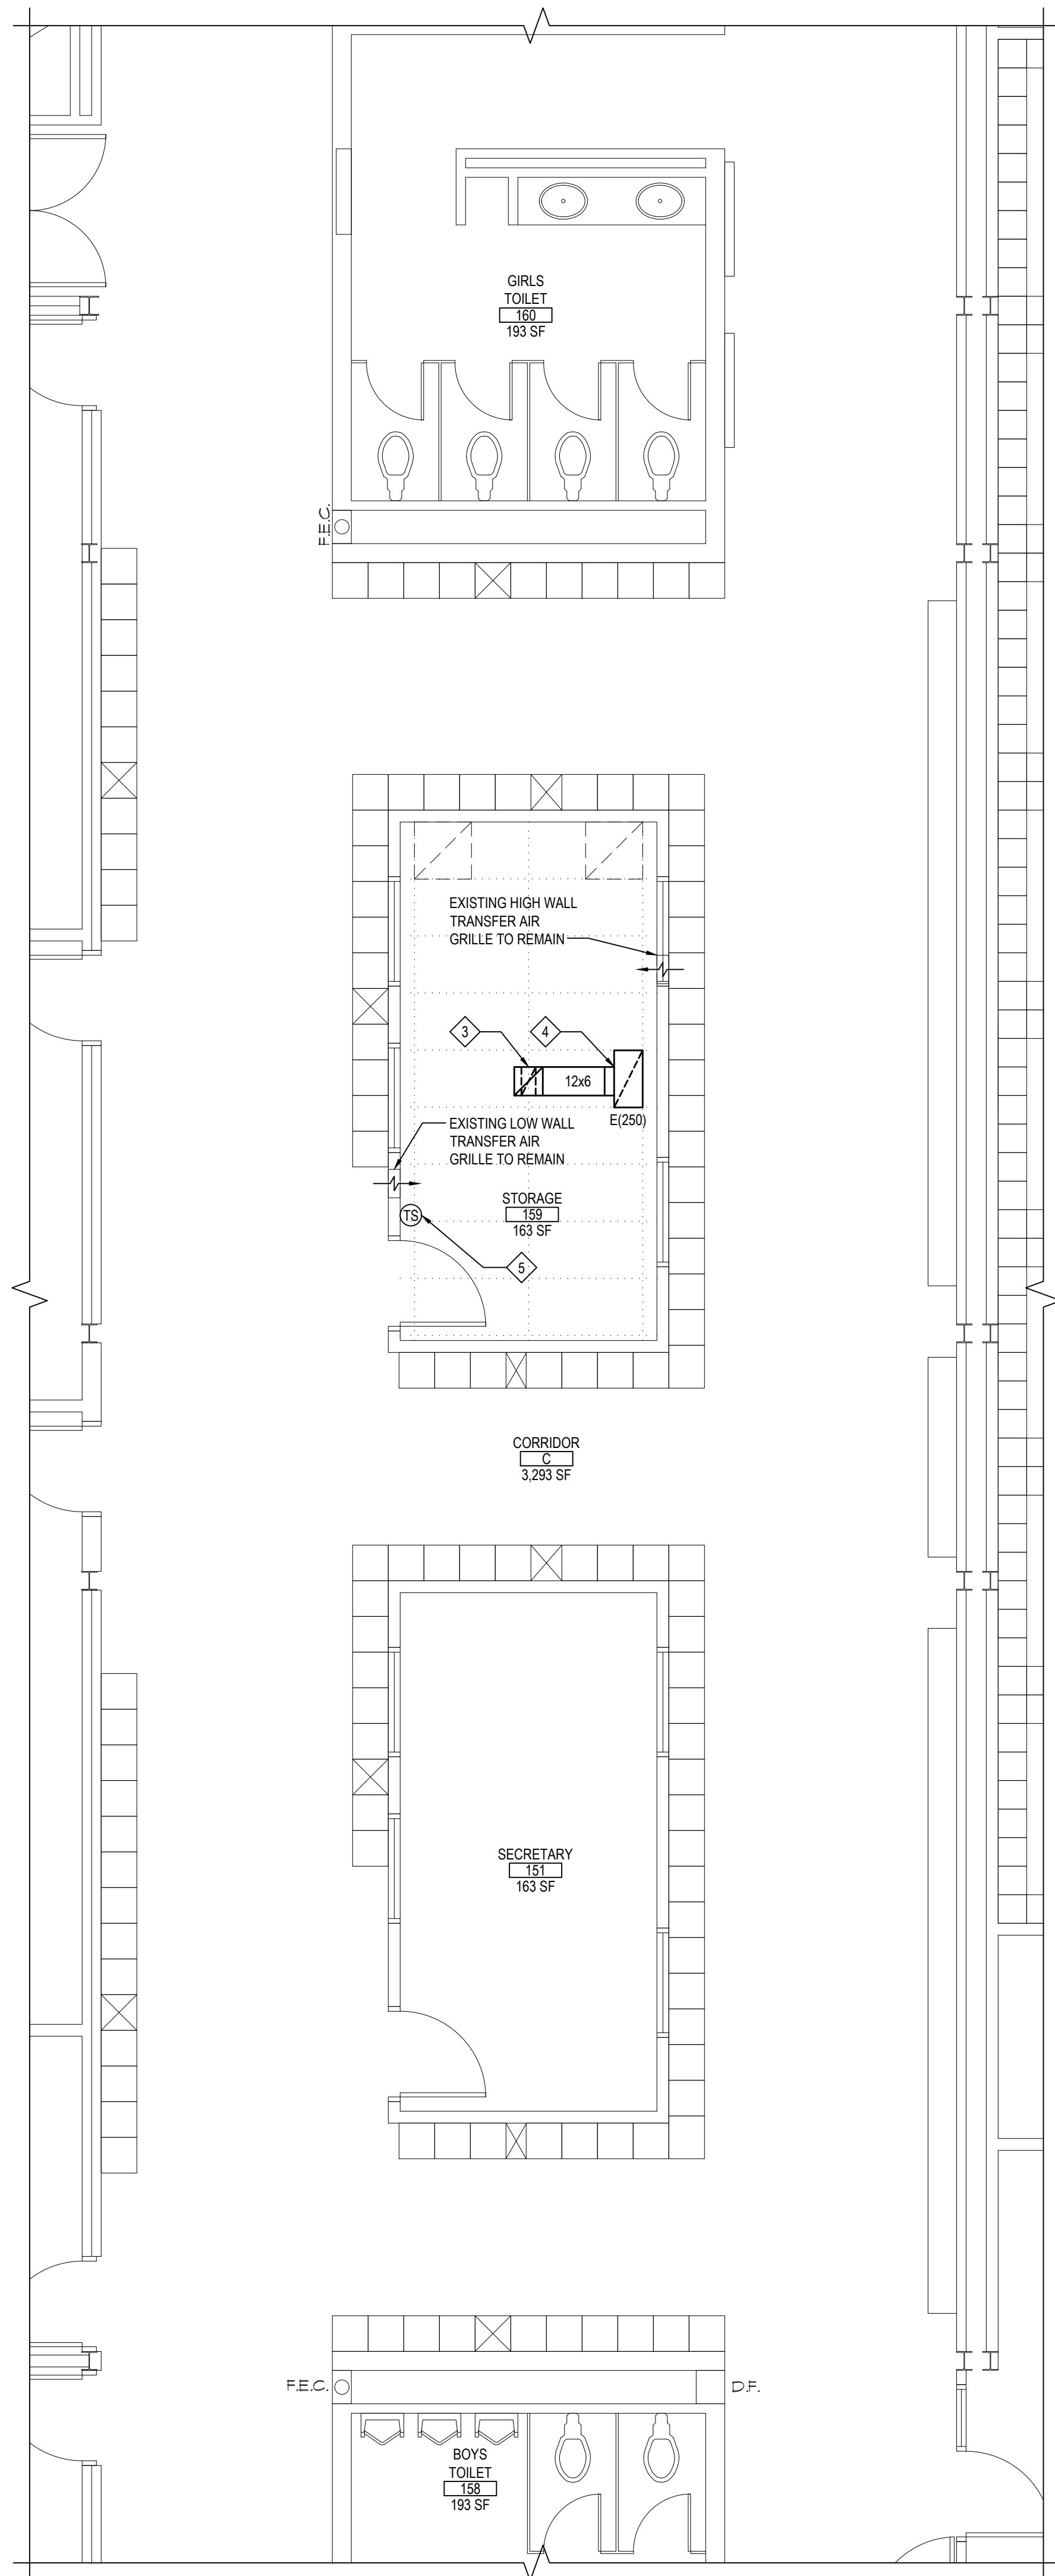 GIRLS
TOILET
160
193 SF
F.E.C.
EXISTING HIGH WALL
TRANSFER AIR
GRILLE TO REMAIN
3
4
12x6
E(250)
EXISTING LOW WALL
TRANSFER AIR
GRILLE TO REMAIN
TS
STORAGE
159
163 SF
5
CORRIDOR
C
3,293 SF
SECRETARY
151
163 SF
F.E.C.
D.F.
BOYS
TOILET
158
193 SF